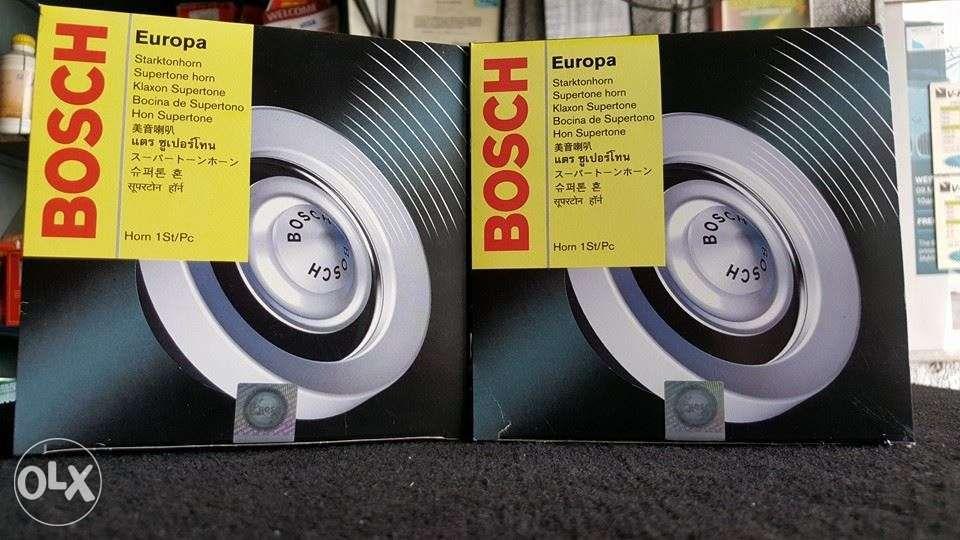 WELCOME
BOSCH
Europa
Starktonhorn
Supertone horn
Klaxon Supertone
Bocina de Supertono
Hon Supertone
美音喇叭
แตร ซูเปอร์โทน
スーパートーンホーン
슈퍼톤 혼
सूपरटोन हॉर्न
Horn 1St/Pc
BOSCH
BOSCH
BOSCH
Europa
Starktonhorn
Supertone horn
Klaxon Supertone
Bocina de Supertono
Hon Supertone
美音喇叭
แตร ซูเปอร์โทน
スーパートーンホーン
슈퍼톤 혼
सूपरटोन हॉर्न
Horn 1St/Pc
BOSCH
OLX